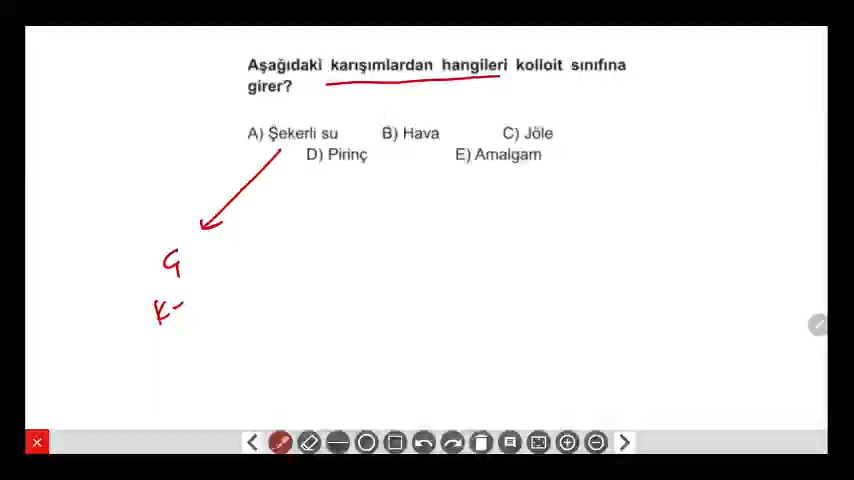 Aşağıdaki karışımlardan hangileri kolloit sınıfına
girer?
A) Şekerli su B) Hava C) Jöle
D) Pirinç E) Amalgam
Ç
K-